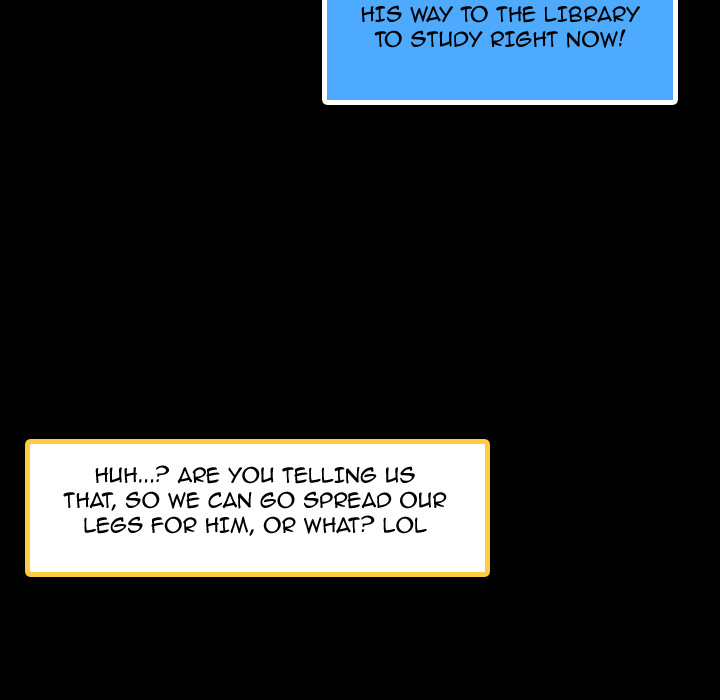 HIS WAY TO THE LIBRARY
TO STUDY RIGHT NOW!
HUH...? ARE YOU TELLING US
THAT, SO WE CAN GO SPREAD OUR
LEGS FOR HIM, OR WHAT? LOL